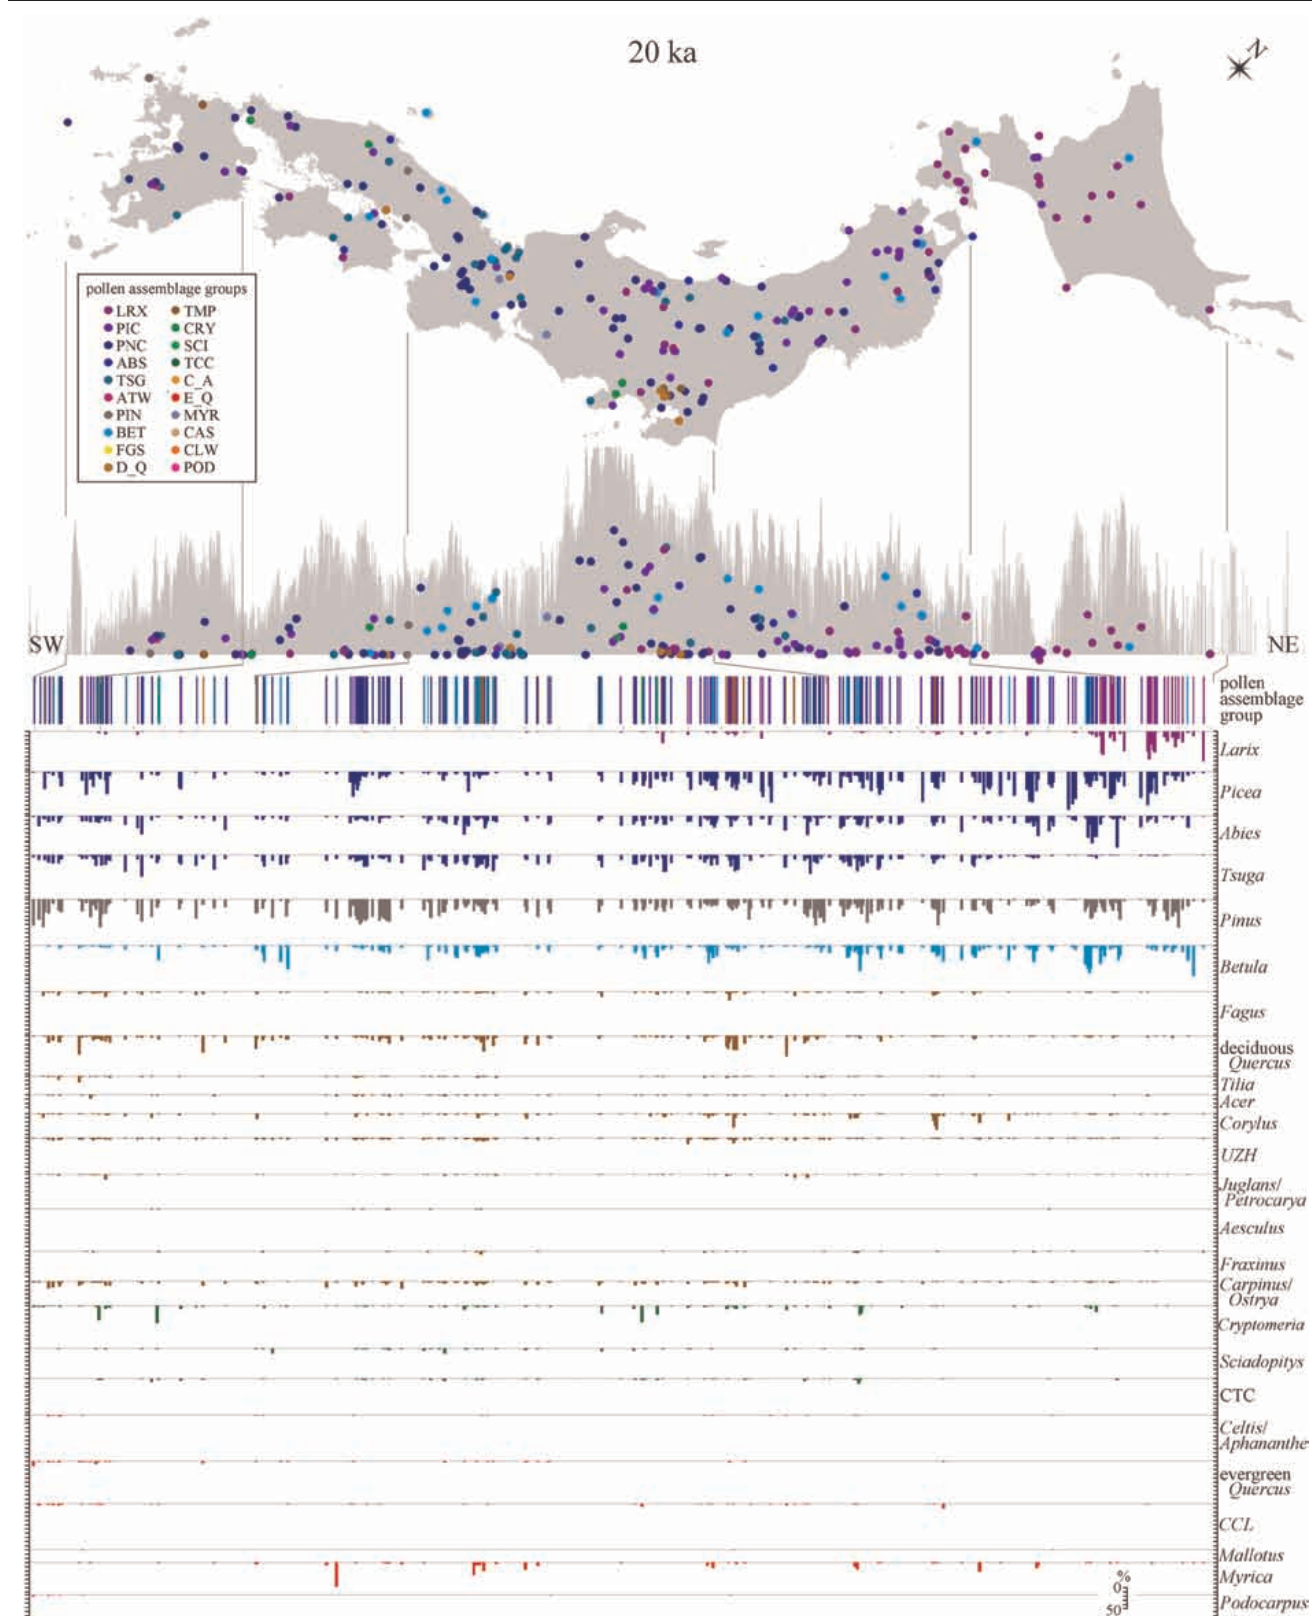 20 ka
N
pollen assemblage groups
LRX TMP
PIC CRY
PNC SCI
ABS TCC
TSG C_A
ATW E_Q
PIN MYR
BET CAS
FGS CLW
D_Q POD
SW
NE
pollen
assemblage
group
Larix
Picea
Abies
Tsuga
Pinus
Betula
Fagus
deciduous
Quercus
Tilia
Acer
Corylus
UZH
Juglans/
Petrocarya
Aesculus
Fraxinus
Carpinus/
Ostrya
Cryptomeria
Sciadopitys
CTC
Celtis/
Aphananthe
evergreen
Quercus
CCL
Mallotus
Myrica
%
0
50
Podocarpus